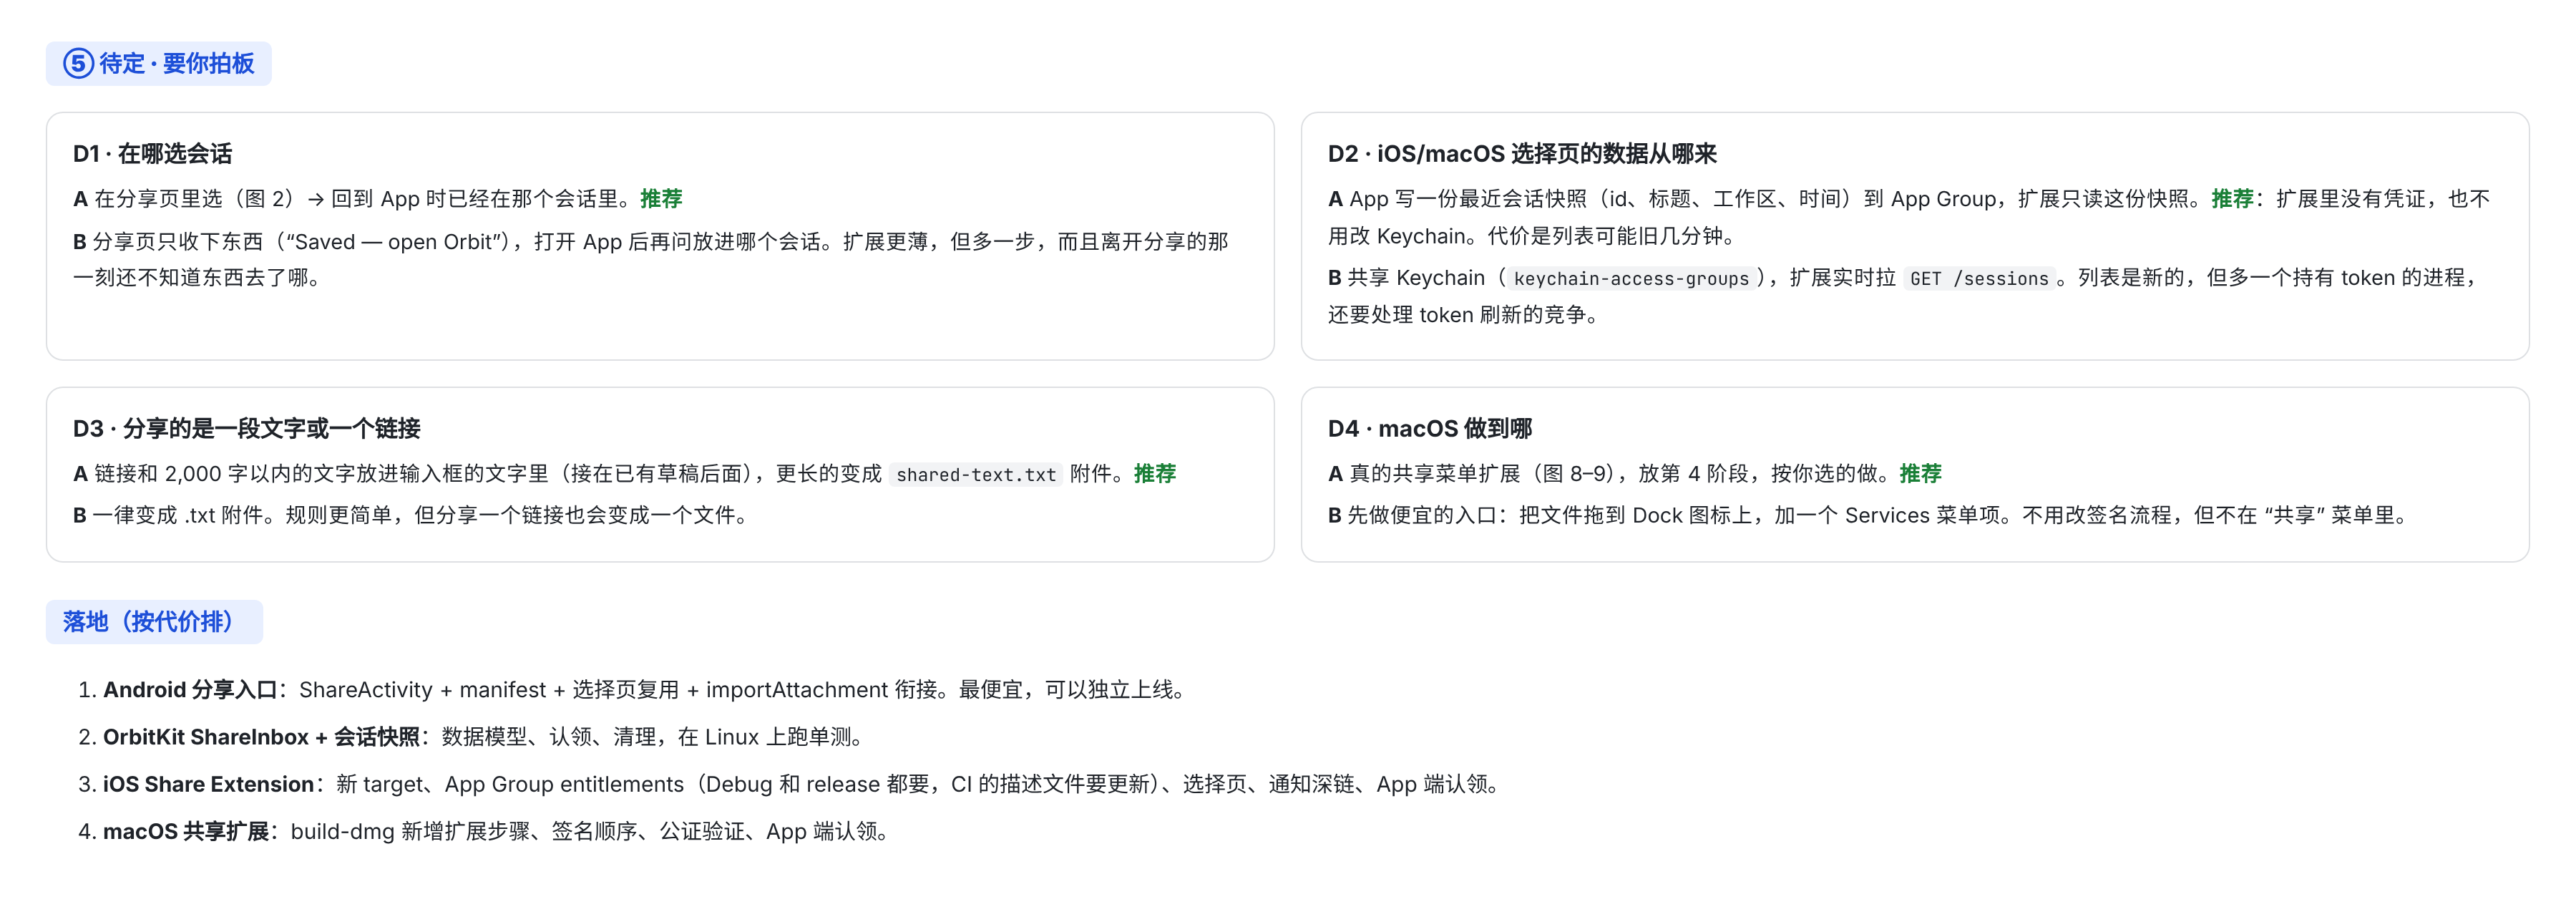 ⑤ 待定 · 要你拍板
D1 · 在哪选会话
A 在分享页里选（图 2）→ 回到 App 时已经在那个会话里。推荐
B 分享页只收下东西（“Saved — open Orbit”），打开 App 后再问放进哪个会话。扩展更薄，但多一步，而且离开分享的那
一刻还不知道东西去了哪。
D2 · iOS/macOS 选择页的数据从哪来
A App 写一份最近会话快照（id、标题、工作区、时间）到 App Group，扩展只读这份快照。推荐：扩展里没有凭证，也不
用改 Keychain。代价是列表可能旧几分钟。
B 共享 Keychain（keychain-access-groups），扩展实时拉 GET /sessions。列表是新的，但多一个持有 token 的进程，
还要处理 token 刷新的竞争。
D3 · 分享的是一段文字或一个链接
A 链接和 2,000 字以内的文字放进输入框的文字里（接在已有草稿后面），更长的变成 shared-text.txt 附件。推荐
B 一律变成 .txt 附件。规则更简单，但分享一个链接也会变成一个文件。
D4 · macOS 做到哪
A 真的共享菜单扩展（图 8–9），放第 4 阶段，按你选的做。推荐
B 先做便宜的入口：把文件拖到 Dock 图标上，加一个 Services 菜单项。不用改签名流程，但不在 “共享” 菜单里。
落地（按代价排）
1. Android 分享入口：ShareActivity + manifest + 选择页复用 + importAttachment 衔接。最便宜，可以独立上线。
2. OrbitKit ShareInbox + 会话快照：数据模型、认领、清理，在 Linux 上跑单测。
3. iOS Share Extension：新 target、App Group entitlements（Debug 和 release 都要，CI 的描述文件要更新）、选择页、通知深链、App 端认领。
4. macOS 共享扩展：build-dmg 新增扩展步骤、签名顺序、公证验证、App 端认领。